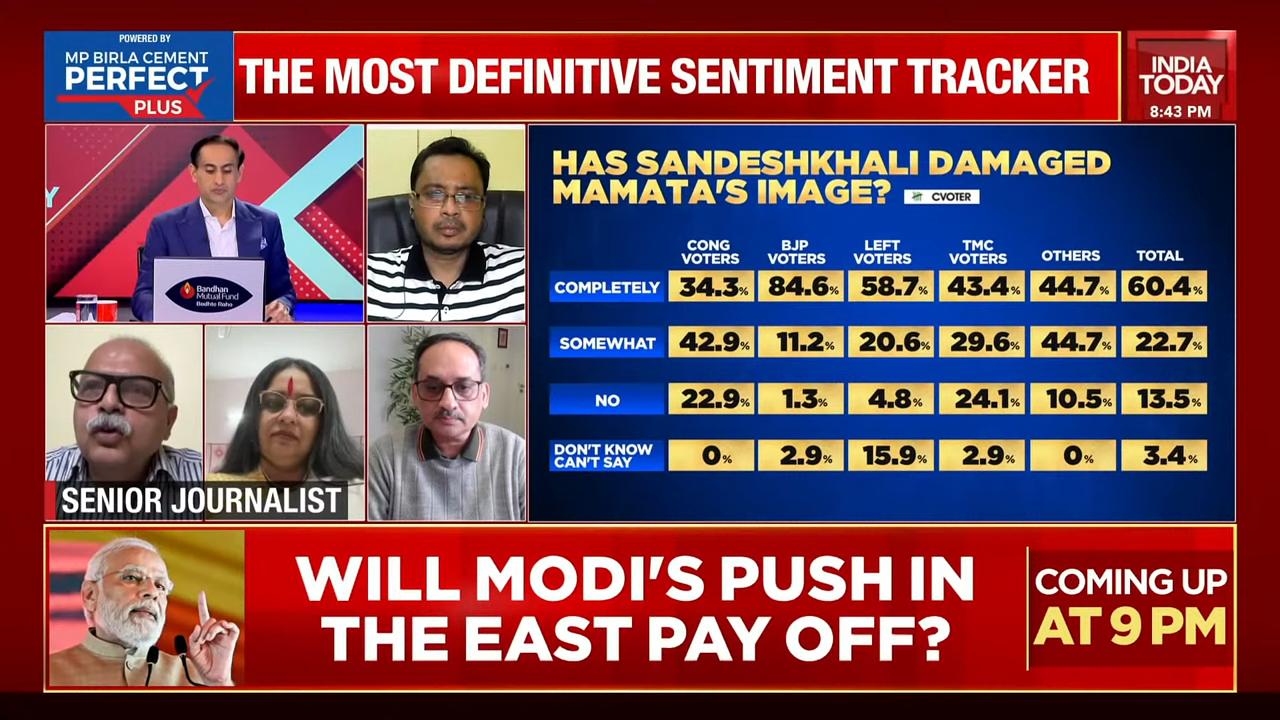 POWERED BY
MP BIRLA CEMENT
PERFECT
PLUS
THE MOST DEFINITIVE SENTIMENT TRACKER
INDIA
TODAY
8:43 PM
Y
Bandhan
Mutual Fund
Badhte Raho
SENIOR JOURNALIST
HAS SANDESHKHALI DAMAGED
MAMATA'S IMAGE? CVOTER
CONG VOTERS BJP VOTERS LEFT VOTERS TMC VOTERS OTHERS TOTAL
COMPLETELY 34.3% 84.6% 58.7% 43.4% 44.7% 60.4%
SOMEWHAT 42.9% 11.2% 20.6% 29.6% 44.7% 22.7%
NO 22.9% 1.3% 4.8% 24.1% 10.5% 13.5%
DON'T KNOW CAN'T SAY 0% 2.9% 15.9% 2.9% 0% 3.4%
WILL MODI'S PUSH IN
THE EAST PAY OFF?
COMING UP
AT 9 PM